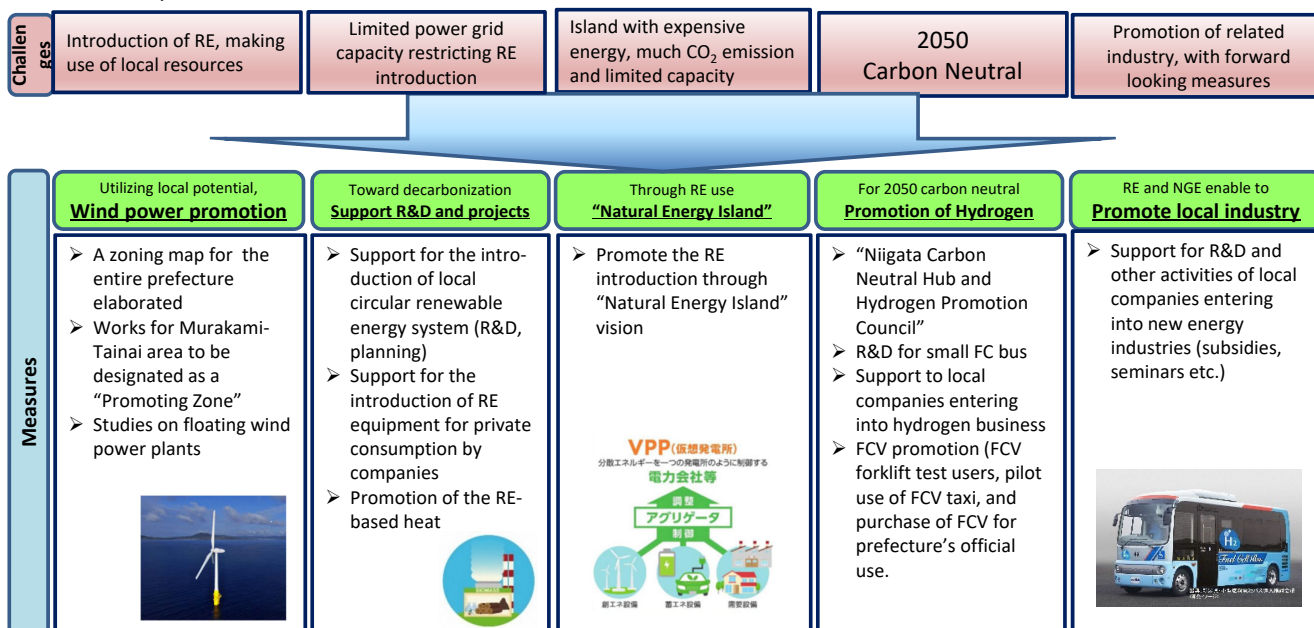 Challen
ges
Introduction of RE, making
use of local resources
Limited power grid
capacity restricting RE
introduction
Island with expensive
energy, much CO2 emission
and limited capacity
2050
Carbon Neutral
Promotion of related
industry, with forward
looking measures
Measures
Utilizing local potential,
Wind power promotion
➢ A zoning map for the
entire prefecture
elaborated
➢ Works for Murakami-
Tainai area to be
designated as a
“Promoting Zone”
➢ Studies on floating wind
power plants
Toward decarbonization
Support R&D and projects
➢ Support for the intro-
duction of local
circular renewable
energy system (R&D,
planning)
➢ Support for the
introduction of RE
equipment for private
consumption by
companies
➢ Promotion of the RE-
based heat
Through RE use
“Natural Energy Island”
➢ Promote the RE
introduction through
“Natural Energy Island”
vision
VPP(仮想発電所)
分散エネルギーを一つの発電所のように制御する
電力会社等
調整
アグリゲータ
制御
創エネ設備
蓄エネ設備
需要設備
For 2050 carbon neutral
Promotion of Hydrogen
➢ “Niigata Carbon
Neutral Hub and
Hydrogen Promotion
Council”
➢ R&D for small FC bus
➢ Support to local
companies entering
into hydrogen business
➢ FCV promotion (FCV
forklift test users, pilot
use of FCV taxi, and
purchase of FCV for
prefecture’s official
use.
RE and NGE enable to
Promote local industry
➢ Support for R&D and
other activities of local
companies entering
into new energy
industries (subsidies,
seminars etc.)
H2
Fuel Cell Bus